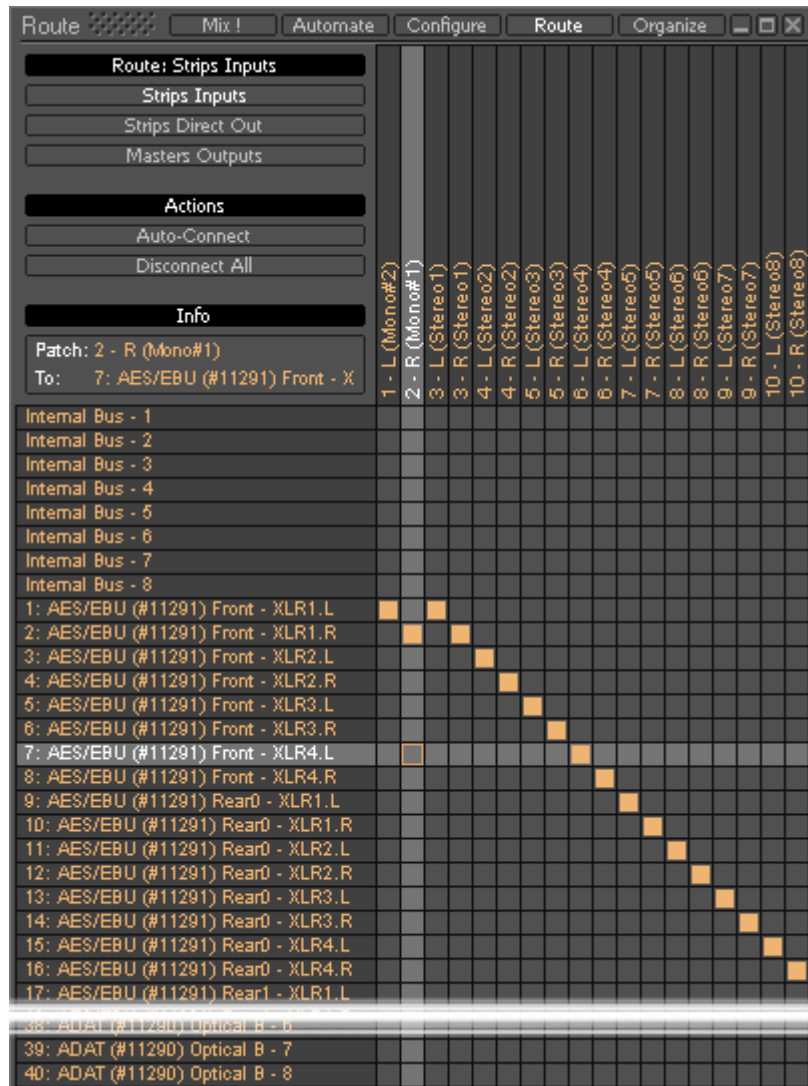 Route Mix ! Automate Configure Route Organize
Route: Strips Inputs
Strips Inputs
Strips Direct Out
Masters Outputs
Actions
Auto-Connect
Disconnect All
Info
Patch: 2 - R (Mono#1)
To: 7: AES/EBU (#11291) Front - X
1 - L (Mono#2)
2 - R (Mono#1)
3 - L (Stereo1)
3 - R (Stereo1)
4 - L (Stereo2)
4 - R (Stereo2)
5 - L (Stereo3)
5 - R (Stereo3)
6 - L (Stereo4)
6 - R (Stereo4)
7 - L (Stereo5)
7 - R (Stereo5)
8 - L (Stereo6)
8 - R (Stereo6)
9 - L (Stereo7)
9 - R (Stereo7)
10 - L (Stereo8)
10 - R (Stereo8)
Internal Bus - 1
Internal Bus - 2
Internal Bus - 3
Internal Bus - 4
Internal Bus - 5
Internal Bus - 6
Internal Bus - 7
Internal Bus - 8
1: AES/EBU (#11291) Front - XLR1.L
2: AES/EBU (#11291) Front - XLR1.R
3: AES/EBU (#11291) Front - XLR2.L
4: AES/EBU (#11291) Front - XLR2.R
5: AES/EBU (#11291) Front - XLR3.L
6: AES/EBU (#11291) Front - XLR3.R
7: AES/EBU (#11291) Front - XLR4.L
8: AES/EBU (#11291) Front - XLR4.R
9: AES/EBU (#11291) Rear0 - XLR1.L
10: AES/EBU (#11291) Rear0 - XLR1.R
11: AES/EBU (#11291) Rear0 - XLR2.L
12: AES/EBU (#11291) Rear0 - XLR2.R
13: AES/EBU (#11291) Rear0 - XLR3.L
14: AES/EBU (#11291) Rear0 - XLR3.R
15: AES/EBU (#11291) Rear0 - XLR4.L
16: AES/EBU (#11291) Rear0 - XLR4.R
17: AES/EBU (#11291) Rear1 - XLR1.L
38: ADAT (#11290) Optical B - 6
39: ADAT (#11290) Optical B - 7
40: ADAT (#11290) Optical B - 8